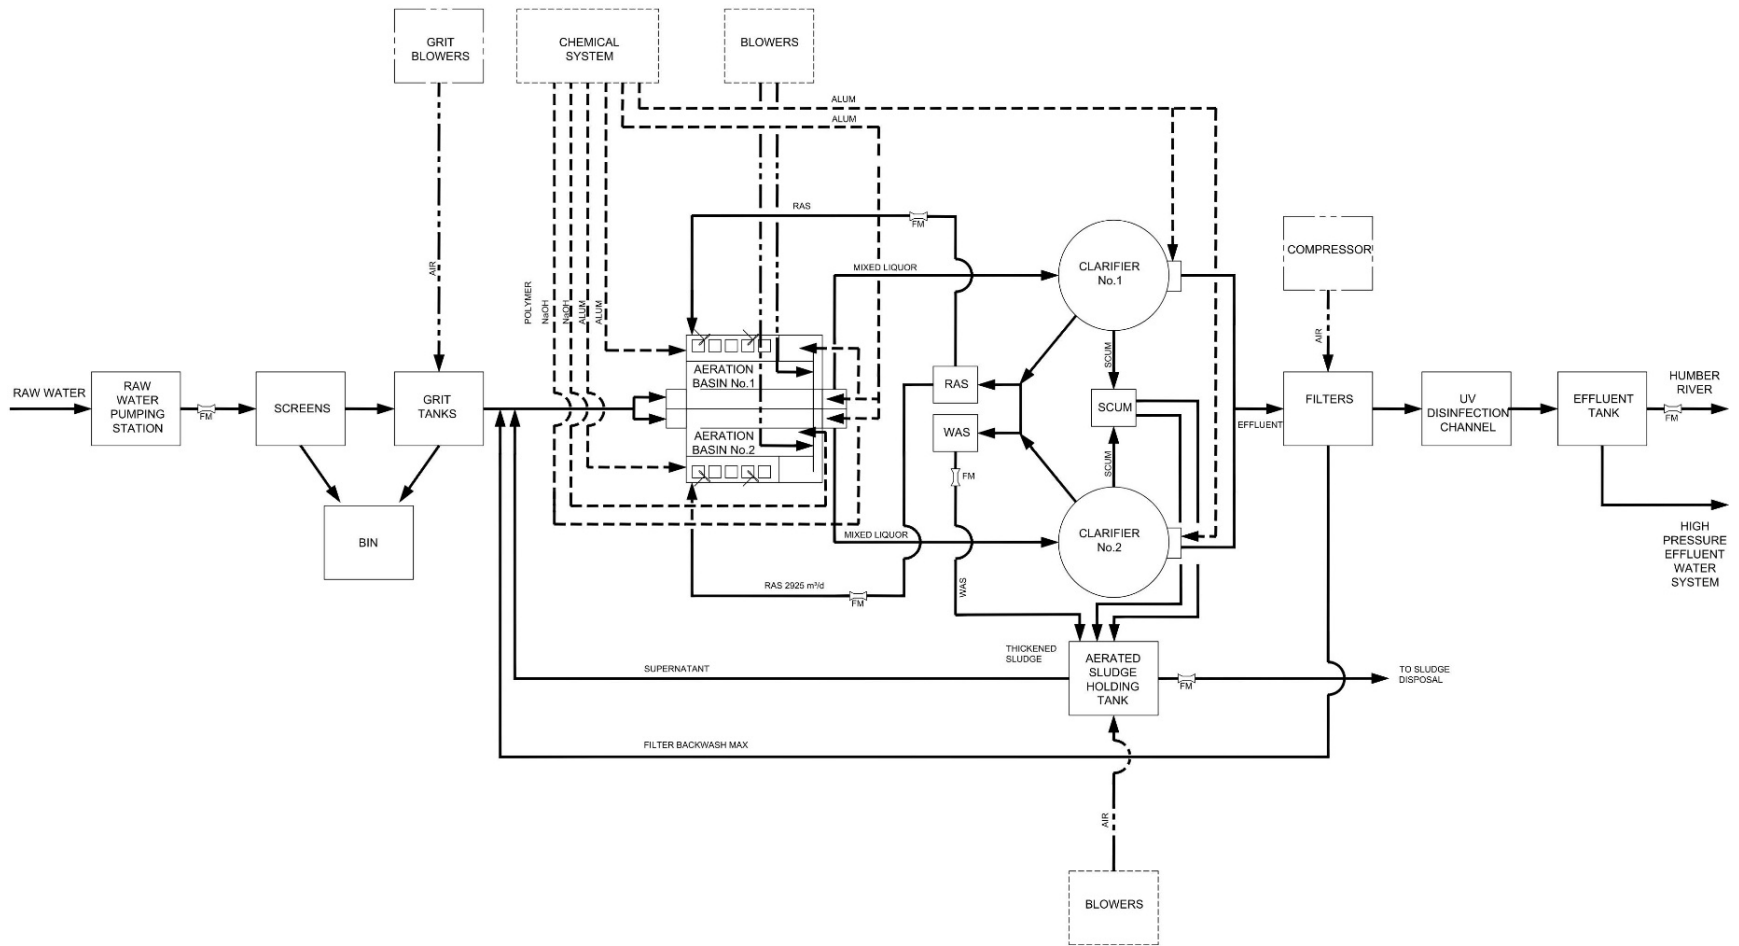 GRIT
BLOWERS
CHEMICAL
SYSTEM
BLOWERS
ALUM
ALUM
RAS
FM
COMPRESSOR
AIR
POLYMER
NaOH
NaOH
ALUM
ALUM
MIXED LIQUOR
CLARIFIER
No.1
AIR
SCUM
RAW WATER
RAW
WATER
PUMPING
STATION
FM
SCREENS
GRIT
TANKS
AERATION
BASIN No.1
AERATION
BASIN No.2
RAS
WAS
FM
SCUM
SCUM
EFFLUENT
FILTERS
UV
DISINFECTION
CHANNEL
EFFLUENT
TANK
FM
HUMBER
RIVER
HIGH
PRESSURE
EFFLUENT
WATER
SYSTEM
BIN
MIXED LIQUOR
CLARIFIER
No.2
RAS 2925 m³/d
FM
WAS
THICKENED
SLUDGE
AERATED
SLUDGE
HOLDING
TANK
FM
TO SLUDGE
DISPOSAL
SUPERNATANT
FILTER BACKWASH MAX
AIR
BLOWERS